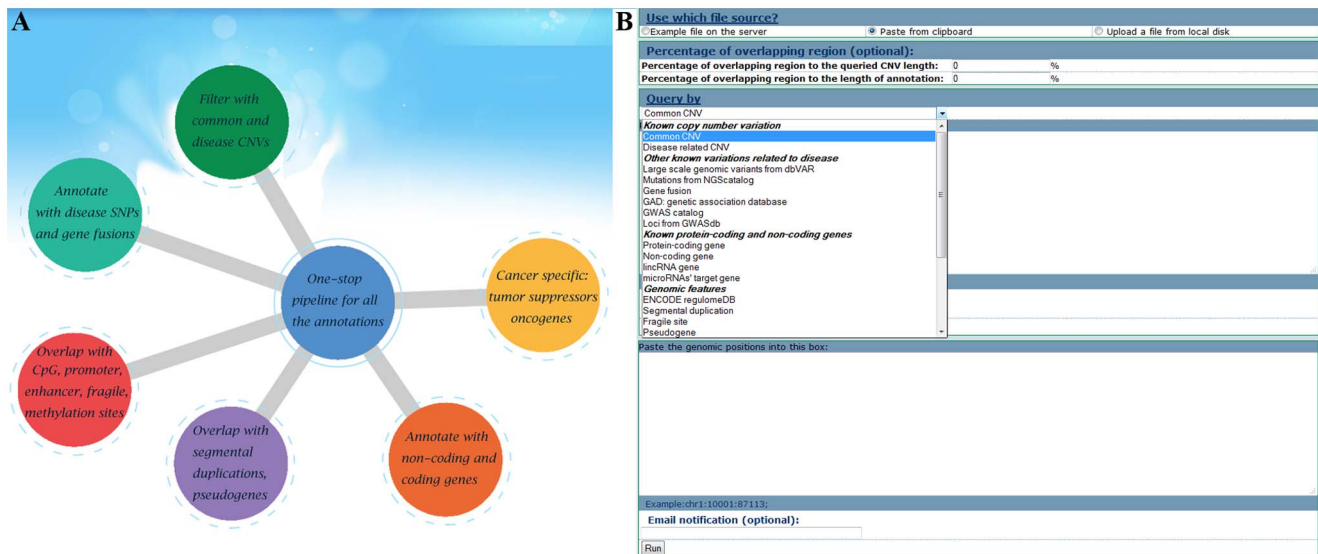 A
Filter with
common and
disease CNVs
Annotate
with disease SNPs
and gene fusions
One-stop
pipeline for all
the annotations
Cancer specific:
tumor suppressors
oncogenes
Overlap with
CpG, promoter,
enhancer, fragile,
methylation sites
Overlap with
segmental
duplications,
pseudogenes
Annotate with
non-coding and
coding genes
B
Use which file source?
Example file on the server
Paste from clipboard
Upload a file from local disk
Percentage of overlapping region (optional):
Percentage of overlapping region to the queried CNV length: 0 %
Percentage of overlapping region to the length of annotation: 0 %
Query by
Common CNV
Known copy number variation
Common CNV
Disease related CNV
Other known variations related to disease
Large scale genomic variants from dbVAR
Mutations from NGScatalog
Gene fusion
GAD: genetic association database
GWAS catalog
Loci from GWASdb
Known protein-coding and non-coding genes
Protein-coding gene
Non-coding gene
lincRNA gene
microRNAs' target gene
Genomic features
ENCODE regulomeDB
Segmental duplication
Fragile site
Pseudogene
Paste the genomic positions into this box:
Example:chr1:10001:87113;
Email notification (optional):
Run